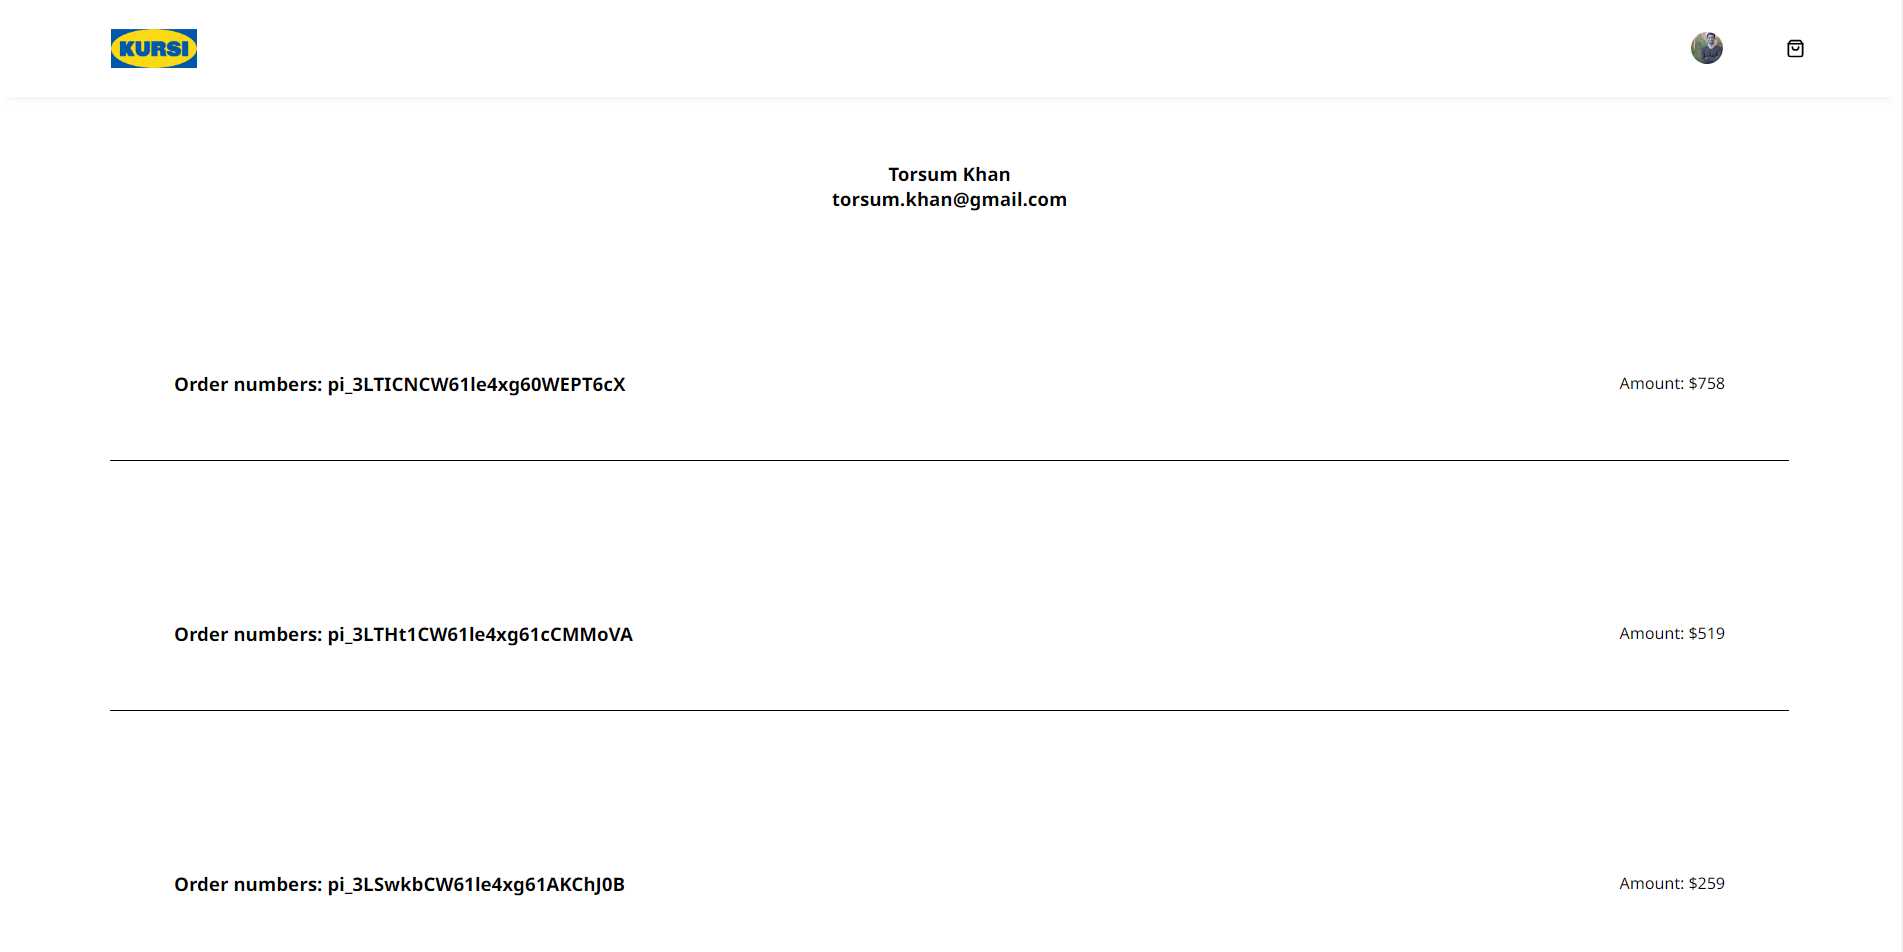 KURSI
Torsum Khan
torsum.khan@gmail.com
Order numbers: pi_3LTICNCW61le4xg60WEPT6cX
Amount: $758
Order numbers: pi_3LTHt1CW61le4xg61cCMMoVA
Amount: $519
Order numbers: pi_3LSwkbCW61le4xg61AKChJ0B
Amount: $259